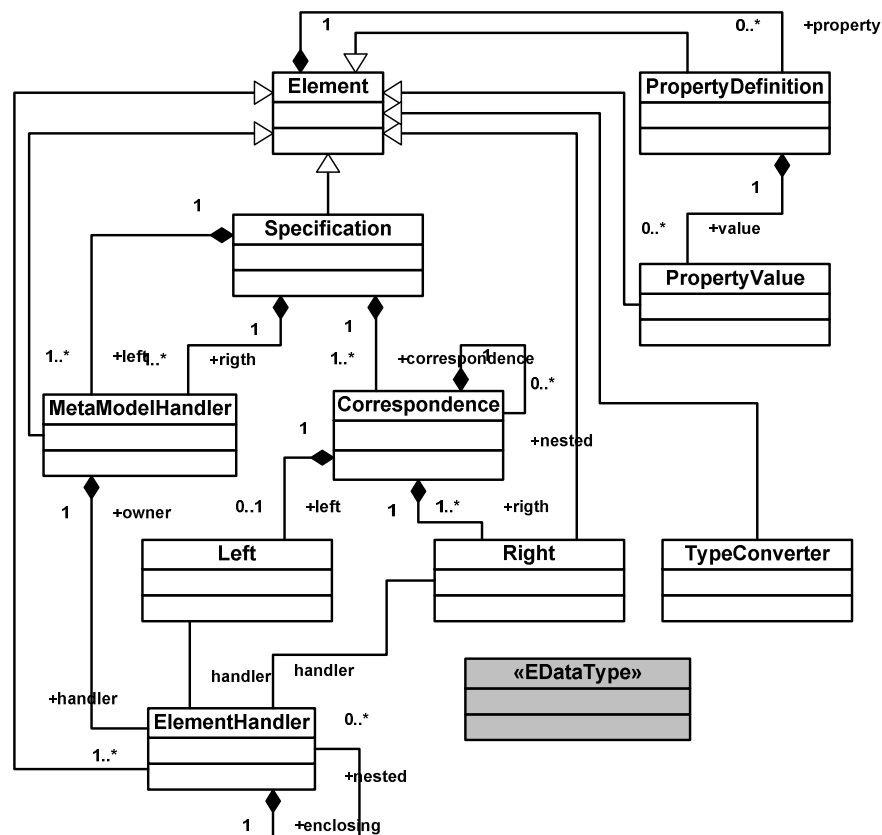 1
0..*
+property
Element
PropertyDefinition
1
1
0..*
+value
Specification
PropertyValue
1
1
1..*
+left
1..*
+rigth
1..*
+correspondence
1
0..*
MetaModelHandler
Correspondence
1
+nested
1
+owner
0..1
+left
1
1..*
+rigth
Left
Right
TypeConverter
handler
handler
«EDataType»
+handler
ElementHandler
0..*
1..*
+nested
1
+enclosing